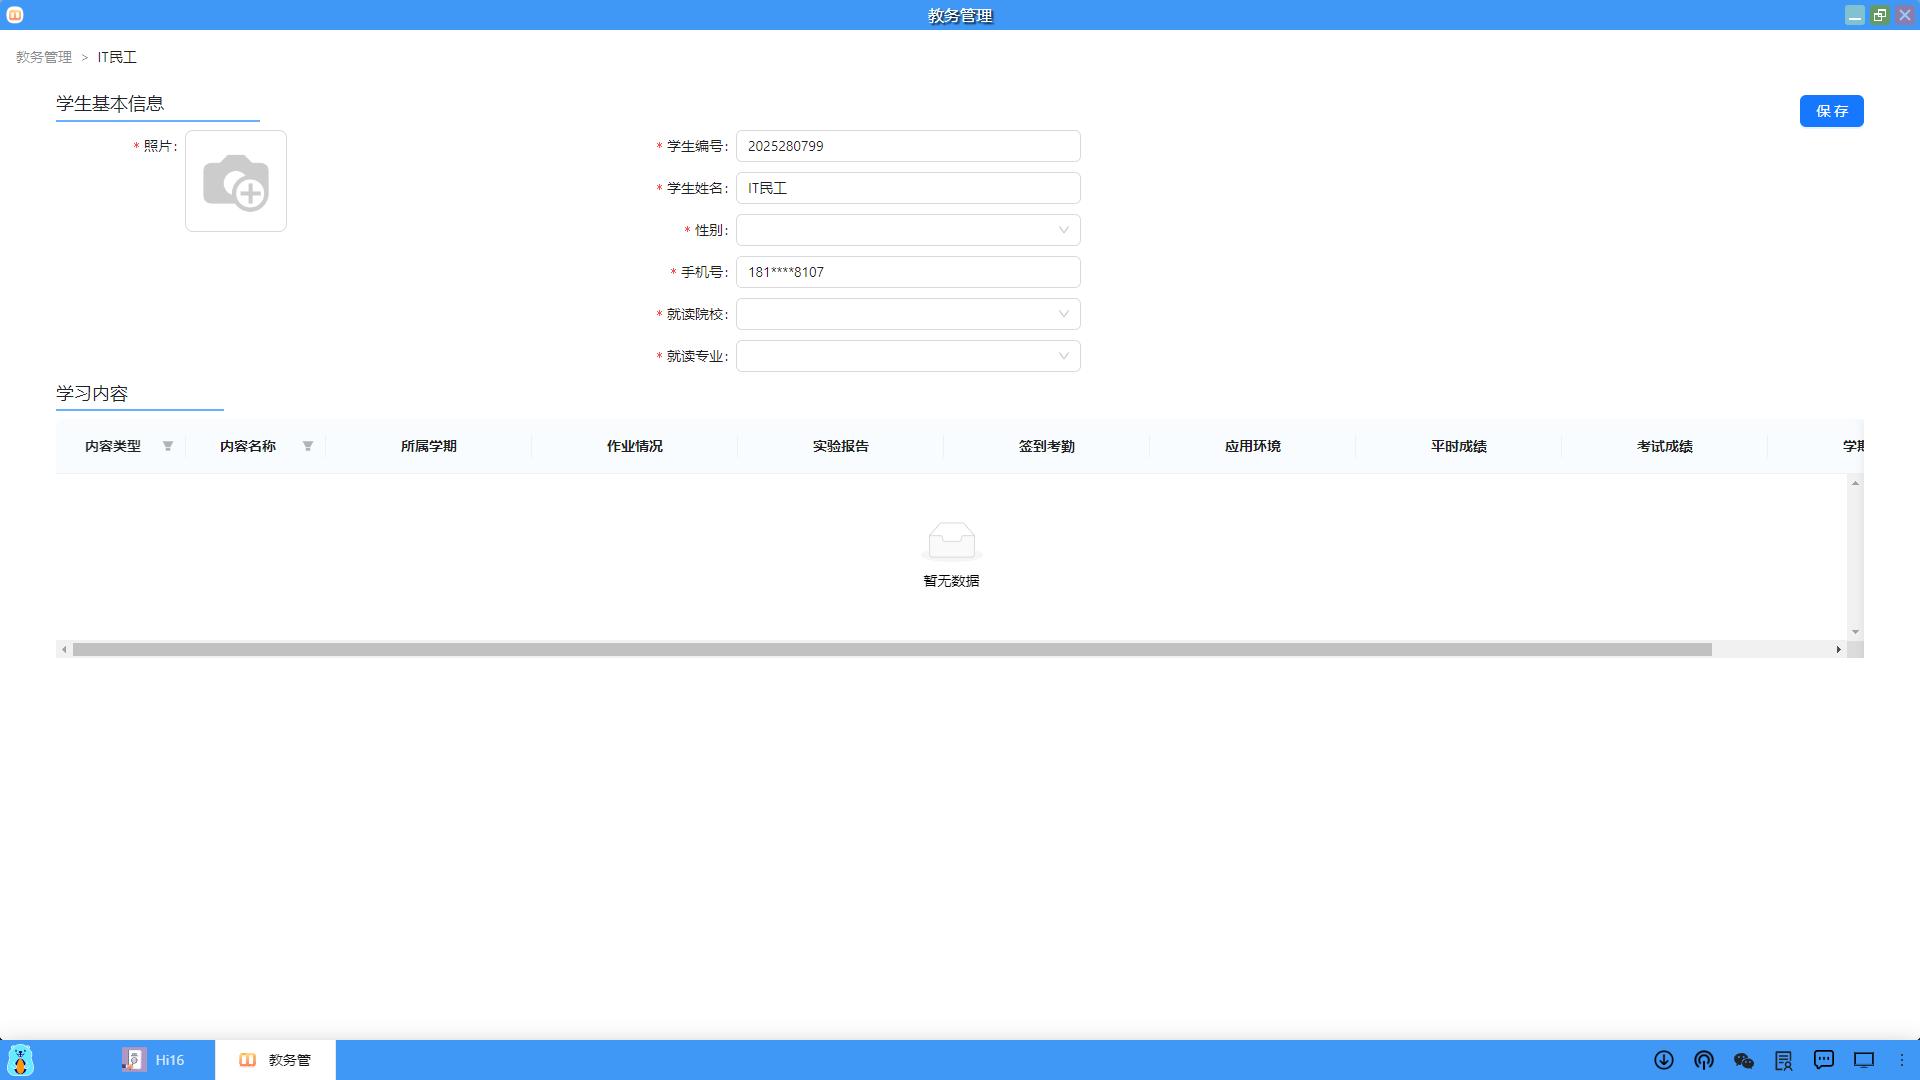 教务管理
教务管理 > IT民工
学生基本信息
保 存
* 照片:
* 学生编号: 2025280799
* 学生姓名: IT民工
* 性别:
* 手机号: 181****8107
* 就读院校:
* 就读专业:
学习内容
内容类型 内容名称 所属学期 作业情况 实验报告 签到考勤 应用环境 平时成绩 考试成绩 学期
暂无数据
Hi16 教务管